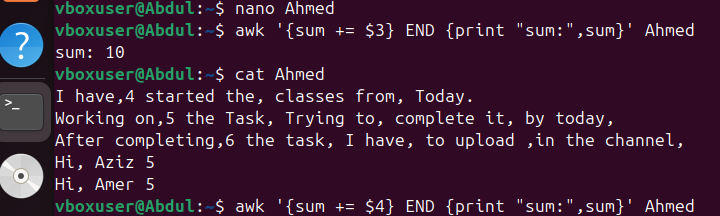 vboxuser@Abdul:~$ nano Ahmed
vboxuser@Abdul:~$ awk '{sum += $3} END {print "sum:",sum}' Ahmed
sum: 10
vboxuser@Abdul:~$ cat Ahmed
I have,4 started the, classes from, Today.
Working on,5 the Task, Trying to, complete it, by today,
After completing,6 the task, I have, to upload ,in the channel,
Hi, Aziz 5
Hi, Amer 5
vboxuser@Abdul:~$ awk '{sum += $4} END {print "sum:",sum}' Ahmed